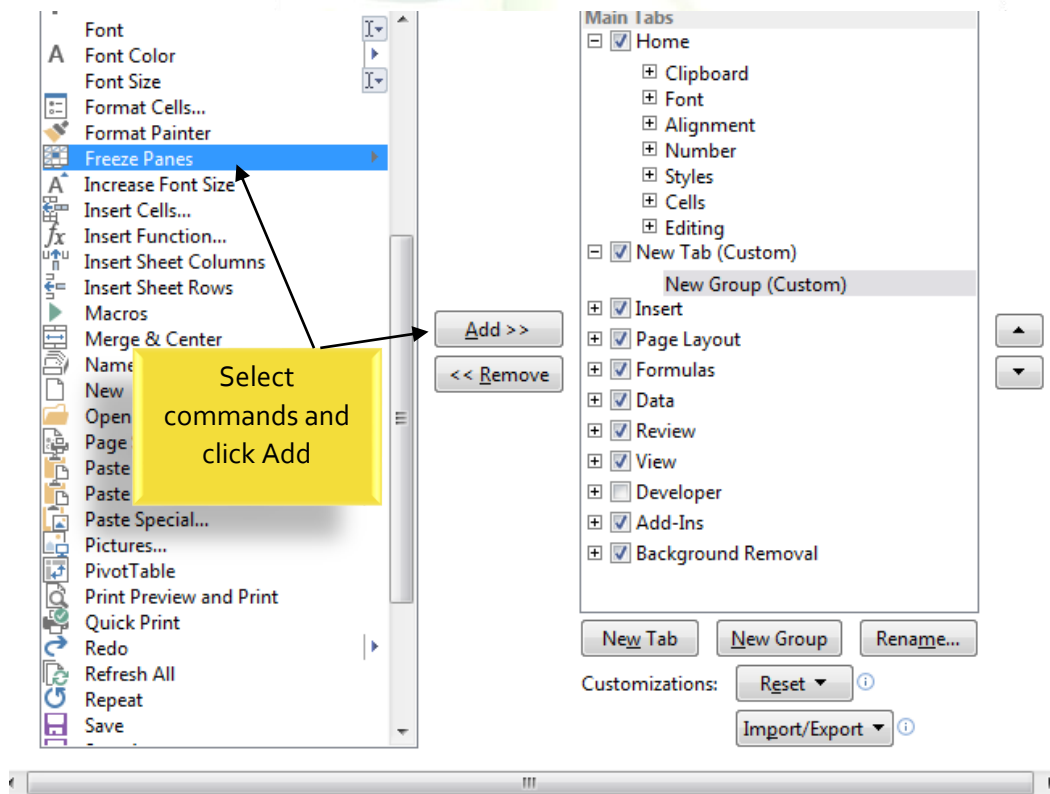 Font
A Font Color
Font Size
Format Cells...
Format Painter
Freeze Panes
A Increase Font Size
Insert Cells...
fx Insert Function...
Insert Sheet Columns
Insert Sheet Rows
Macros
Merge & Center
Name
New
Open
Page
Paste
Paste
Paste Special...
Pictures...
PivotTable
Print Preview and Print
Quick Print
Redo
Refresh All
Repeat
Save
Select
commands and
click Add
Add >>
<< Remove
Main Tabs
Home
Clipboard
Font
Alignment
Number
Styles
Cells
Editing
New Tab (Custom)
New Group (Custom)
Insert
Page Layout
Formulas
Data
Review
View
Developer
Add-Ins
Background Removal
New Tab New Group Rename...
Customizations: Reset
Import/Export